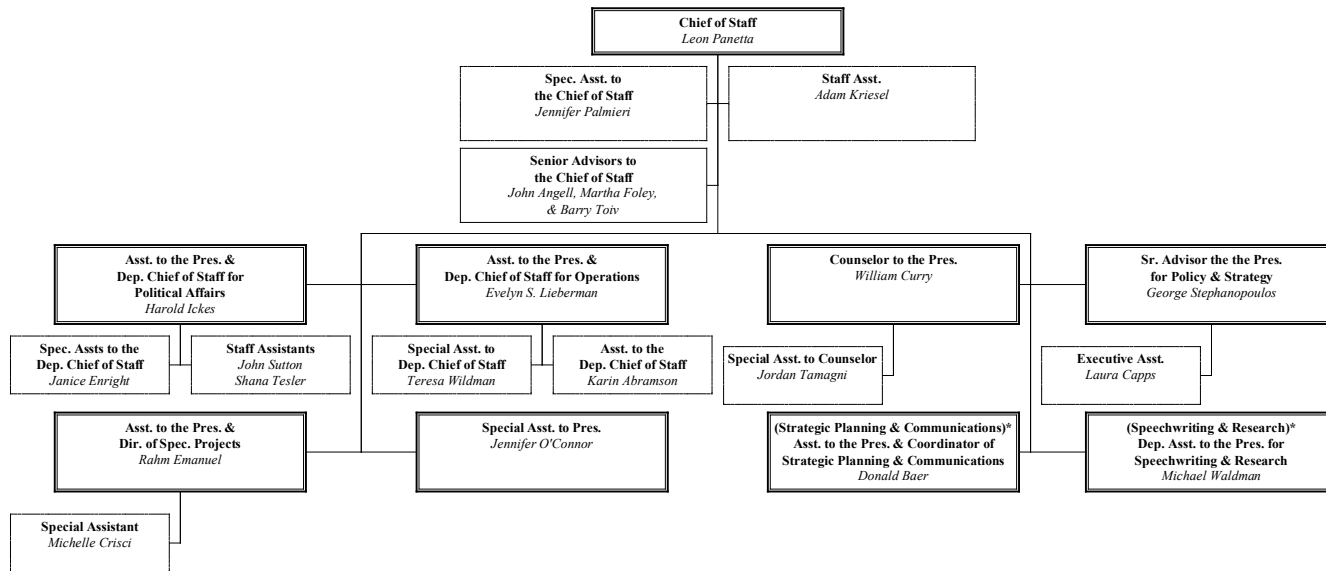 Chief of Staff
Leon Panetta
Spec. Asst. to
the Chief of Staff
Jennifer Palmieri
Staff Asst.
Adam Kriesel
Senior Advisors to
the Chief of Staff
John Angell, Martha Foley,
& Barry Toiv
Asst. to the Pres. &
Dep. Chief of Staff for
Political Affairs
Harold Ickes
Asst. to the Pres. &
Dep. Chief of Staff for Operations
Evelyn S. Lieberman
Counselor to the Pres.
William Curry
Sr. Advisor the the Pres.
for Policy & Strategy
George Stephanopoulos
Spec. Assts to the
Dep. Chief of Staff
Janice Enright
Staff Assistants
John Sutton
Shana Tesler
Special Asst. to
Dep. Chief of Staff
Teresa Wildman
Asst. to the
Dep. Chief of Staff
Karin Abramson
Special Asst. to Counselor
Jordan Tamagni
Executive Asst.
Laura Capps
Asst. to the Pres. &
Dir. of Spec. Projects
Rahm Emanuel
Special Asst. to Pres.
Jennifer O'Connor
(Strategic Planning & Communications)*
Asst. to the Pres. & Coordinator of
Strategic Planning & Communications
Donald Baer
(Speechwriting & Research)*
Dep. Asst. to the Pres. for
Speechwriting & Research
Michael Waldman
Special Assistant
Michelle Crisci